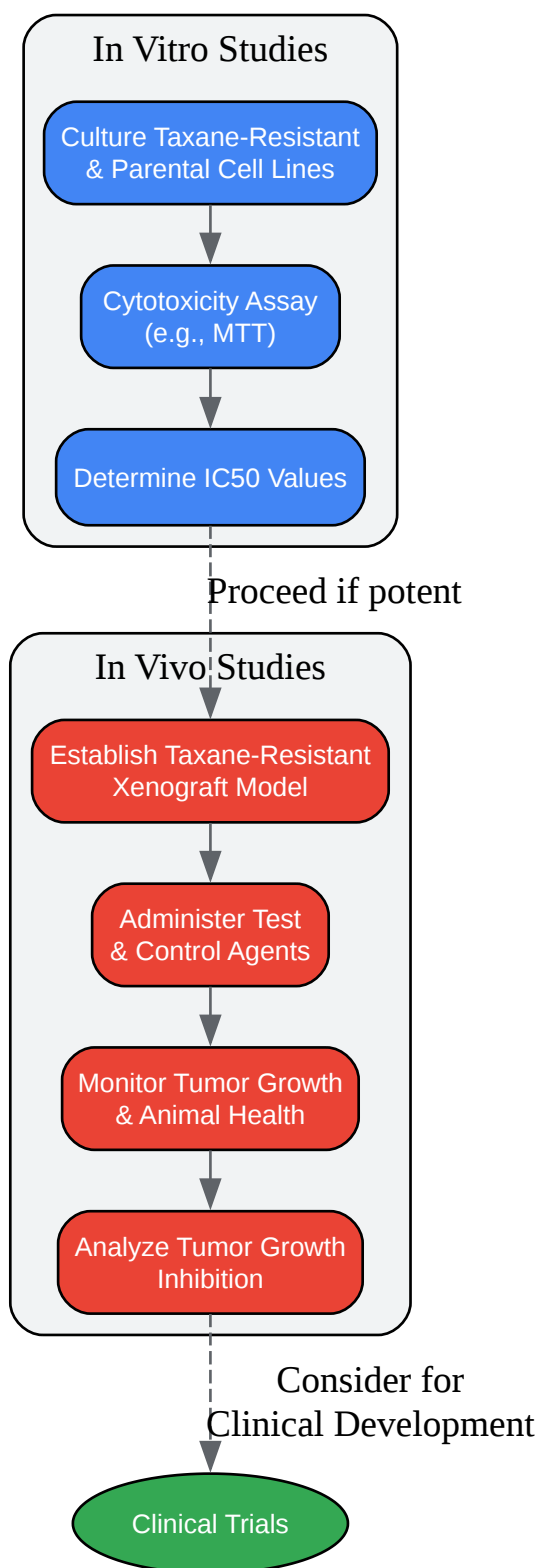 In Vitro Studies
Culture Taxane-Resistant
& Parental Cell Lines
Cytotoxicity Assay
(e.g., MTT)
Determine IC50 Values
Proceed if potent
In Vivo Studies
Establish Taxane-Resistant
Xenograft Model
Administer Test
& Control Agents
Monitor Tumor Growth
& Animal Health
Analyze Tumor Growth
Inhibition
Consider for
Clinical Development
Clinical Trials